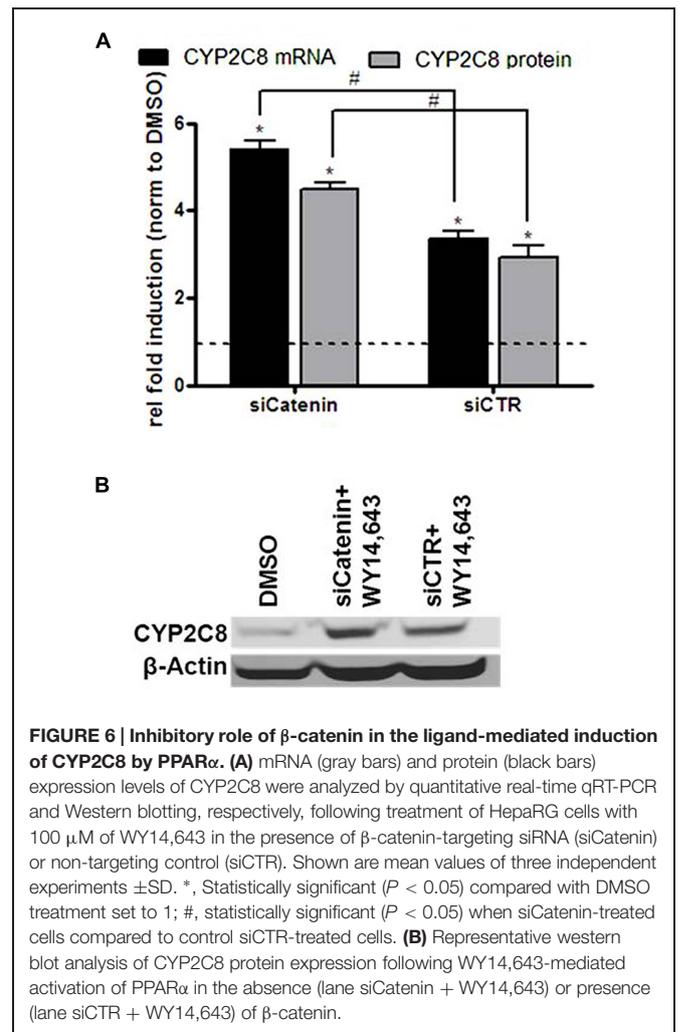 A
CYP2C8 mRNA
CYP2C8 protein
#
#
rel fold induction (norm to DMSO)
6
4
2
0
*
*
*
*
siCatenin
siCTR
B
DMSO
siCatenin+
WY14,643
siCTR+
WY14,643
CYP2C8
β-Actin
FIGURE 6 | Inhibitory role of β-catenin in the ligand-mediated induction
of CYP2C8 by PPARα. (A) mRNA (gray bars) and protein (black bars)
expression levels of CYP2C8 were analyzed by quantitative real-time qRT-PCR
and Western blotting, respectively, following treatment of HepaRG cells with
100 μM of WY14,643 in the presence of β-catenin-targeting siRNA (siCatenin)
or non-targeting control (siCTR). Shown are mean values of three independent
experiments ±SD. *, Statistically significant (P < 0.05) compared with DMSO
treatment set to 1; #, statistically significant (P < 0.05) when siCatenin-treated
cells compared to control siCTR-treated cells. (B) Representative western
blot analysis of CYP2C8 protein expression following WY14,643-mediated
activation of PPARα in the absence (lane siCatenin + WY14,643) or presence
(lane siCTR + WY14,643) of β-catenin.